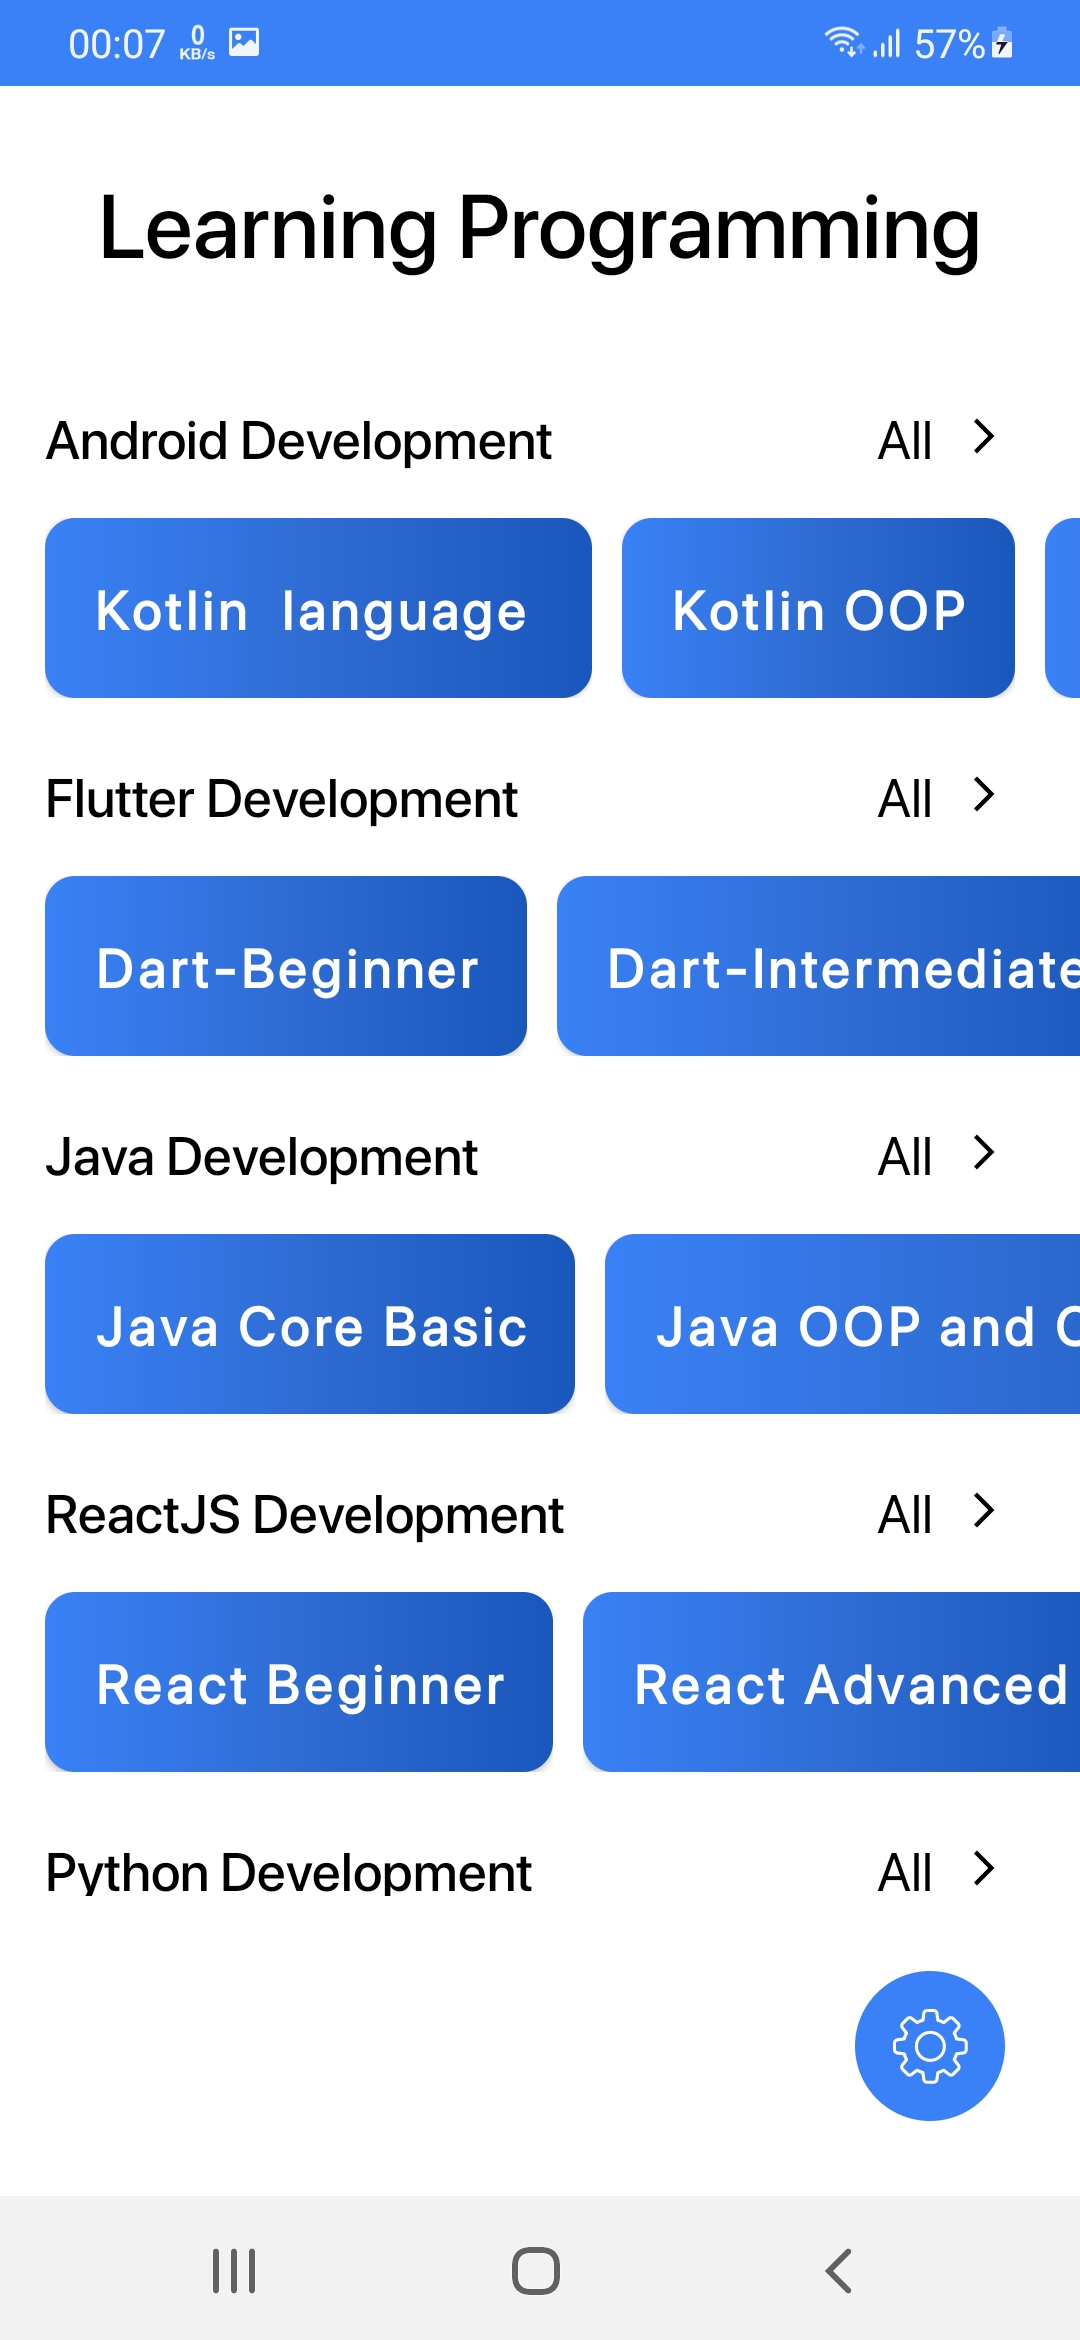 00:07 0 KB/s 57%
Learning Programming
Android Development All
Kotlin  language Kotlin OOP
Flutter Development All
Dart-Beginner Dart-Intermediate
Java Development All
Java Core Basic Java OOP and
ReactJS Development All
React Beginner React Advanced
Python Development All